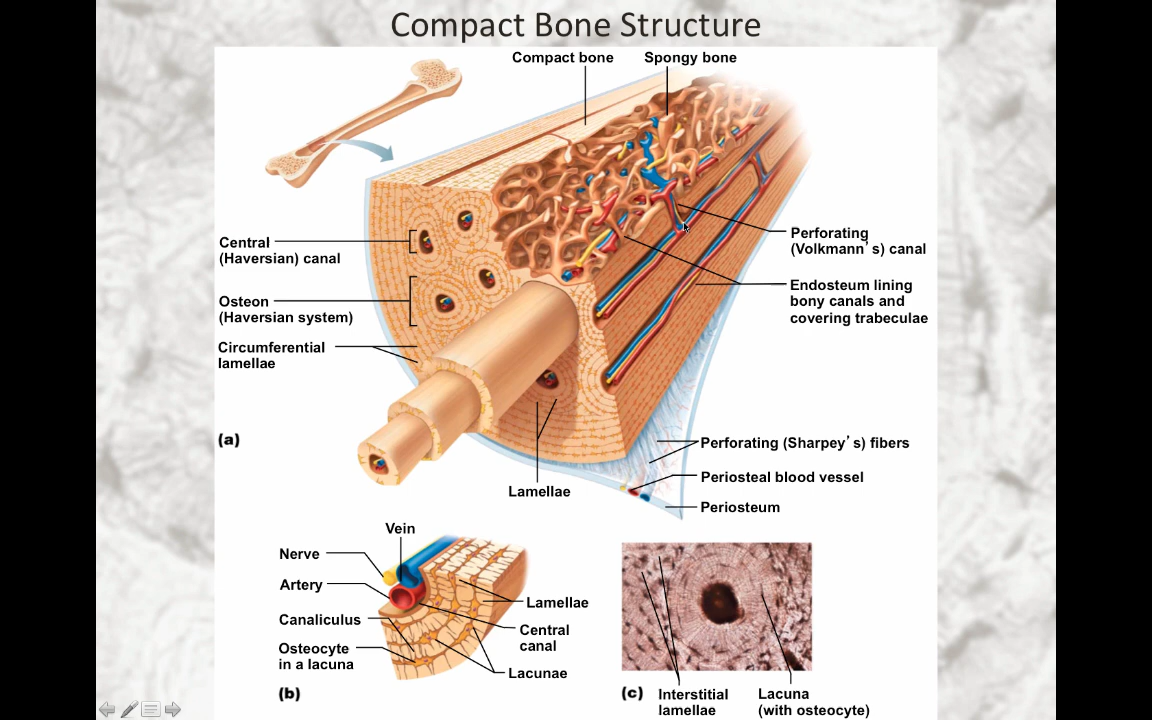 Compact Bone Structure
Compact bone
Spongy bone
Central
(Haversian) canal
Osteon
(Haversian system)
Circumferential
lamellae
Perforating
(Volkmann's) canal
Endosteum lining
bony canals and
covering trabeculae
(a)
Perforating (Sharpey's) fibers
Periosteal blood vessel
Periosteum
Lamellae
Vein
Nerve
Artery
Canaliculus
Osteocyte
in a lacuna
Lamellae
Central
canal
Lacunae
(b)
(c)
Interstitial
lamellae
Lacuna
(with osteocyte)